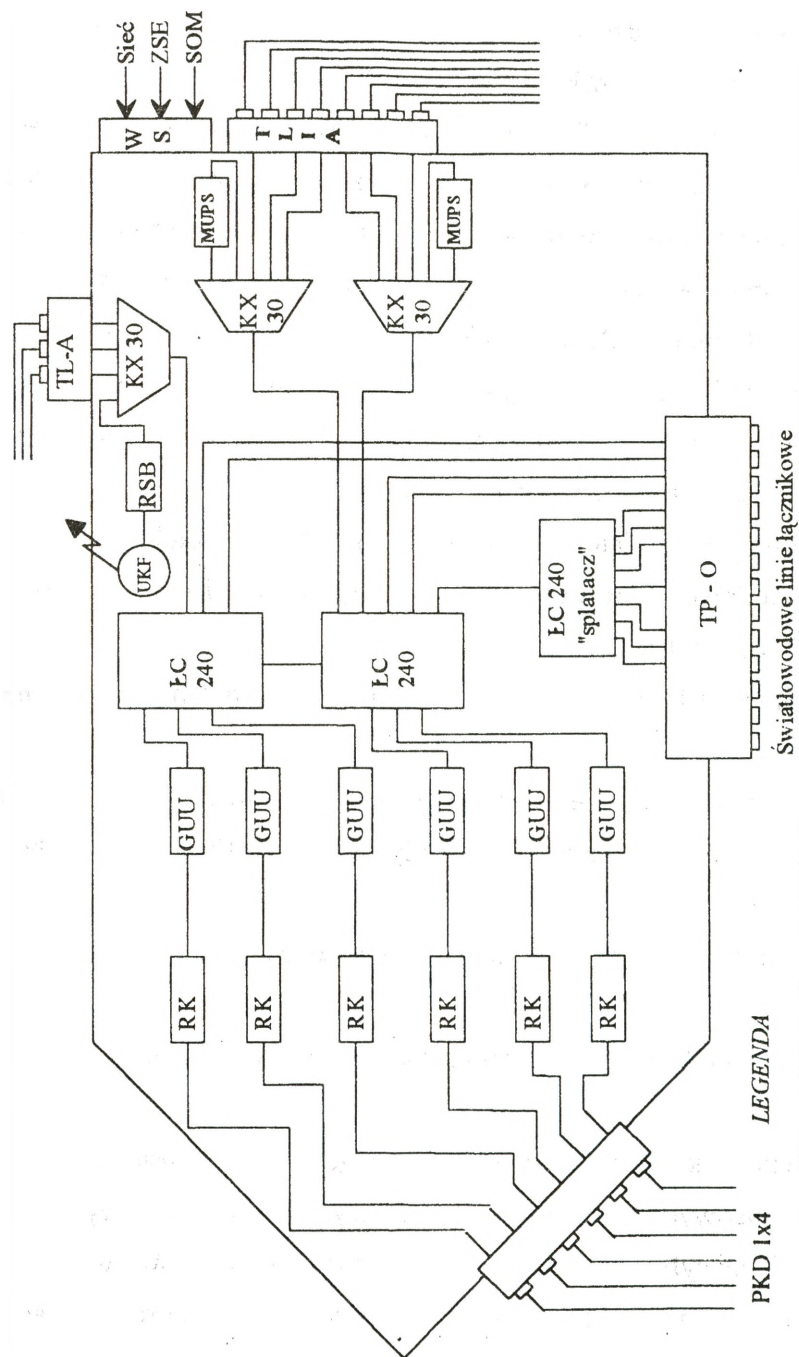 Sieć
ZSE
SOM
W S
T L I A
MUPS
MUPS
KX 30
KX 30
TL-A
KX 30
RSB
UKF
ŁC 240
ŁC 240
ŁC 240
"splatacz"
TP - O
Światłowodowe linie łącznikowe
GUU
GUU
GUU
GUU
GUU
GUU
RK
RK
RK
RK
RK
RK
PKD 1x4
LEGENDA